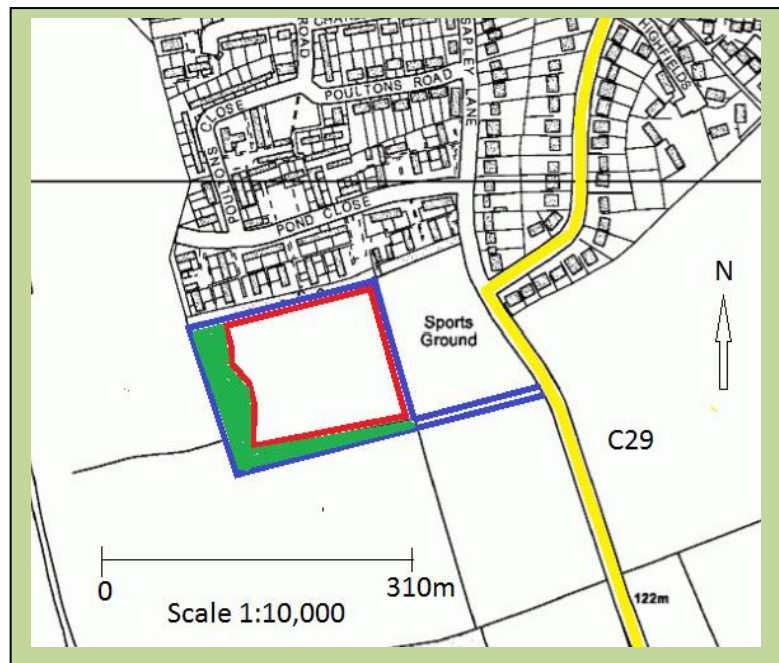 ROAD
SAPLEY LANE
HIGHFIELDS
POULTONS ROAD
POULTONS CLOSE
POND CLOSE
N
Sports
Ground
C29
0
310m
Scale 1:10,000
122m